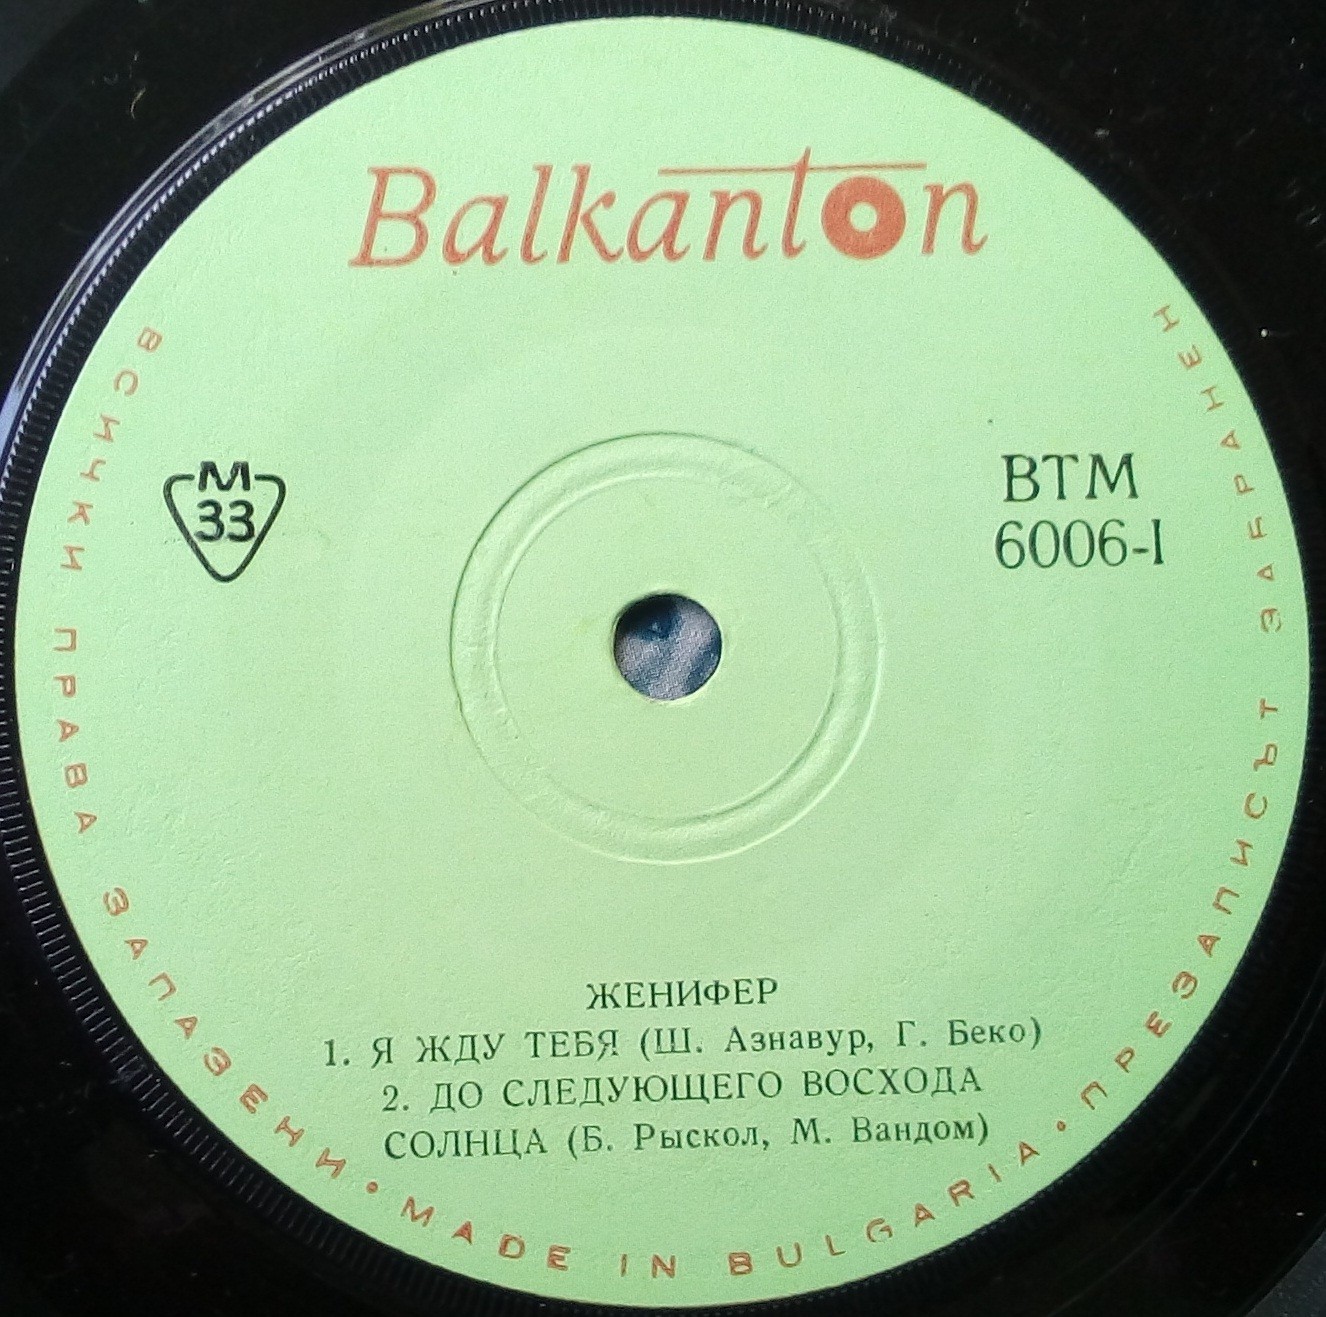 Balkanton
М
33
ВТМ
6006-I
ЖЕНИФЕР
1. Я ЖДУ ТЕБЯ (Ш. Азнавур, Г. Беко)
2. ДО СЛЕДУЮЩЕГО ВОСХОДА
СОЛНЦА (Б. Рыскол, М. Вандом)
ВСИЧКИ ПРАВА ЗАПАЗЕНИ • MADE IN BULGARIA • ПРЕЗАПИСЪТ ЗАБРАНЕН